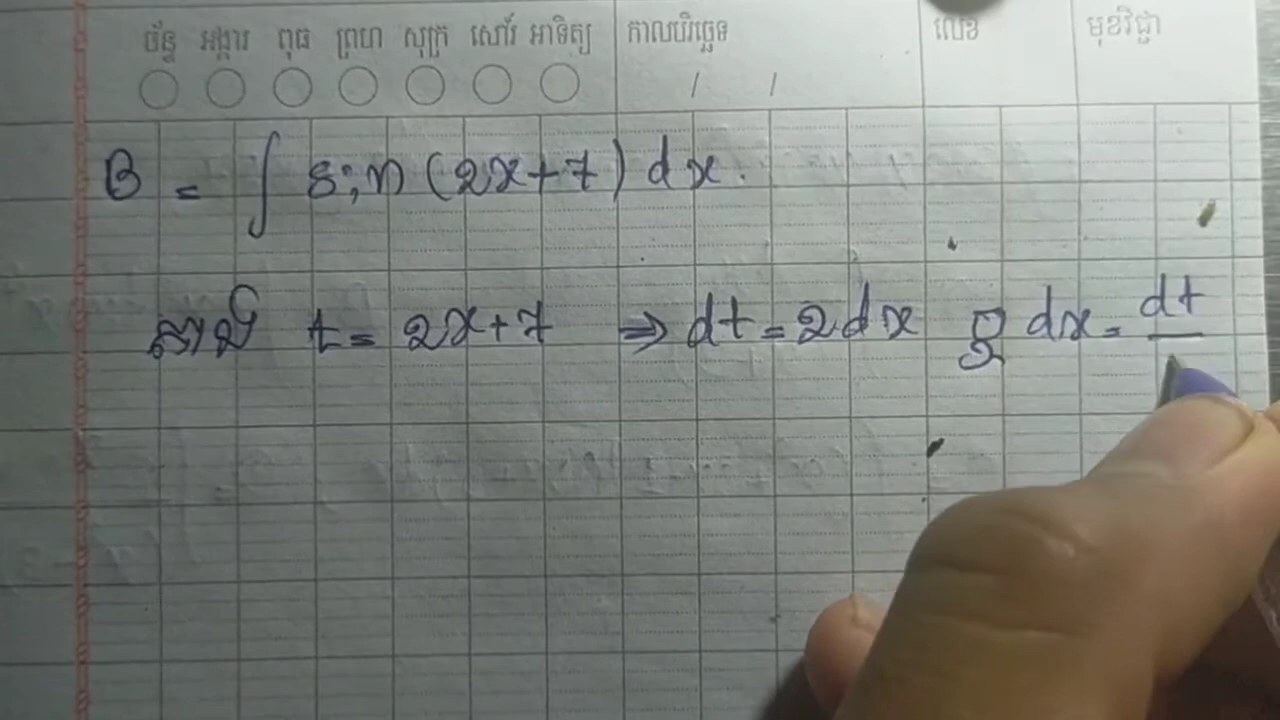 ច័ន្ទ អង្គារ ពុធ ព្រហ សុក្រ សៅរ៍ អាទិត្យ កាលបរិច្ឆេទ លេខ មុខវិជ្ជា
/ /
B = ∫ sin (2x+7) dx.
តាង t = 2x+7 ⇒ dt = 2dx ឬ dx = dt/